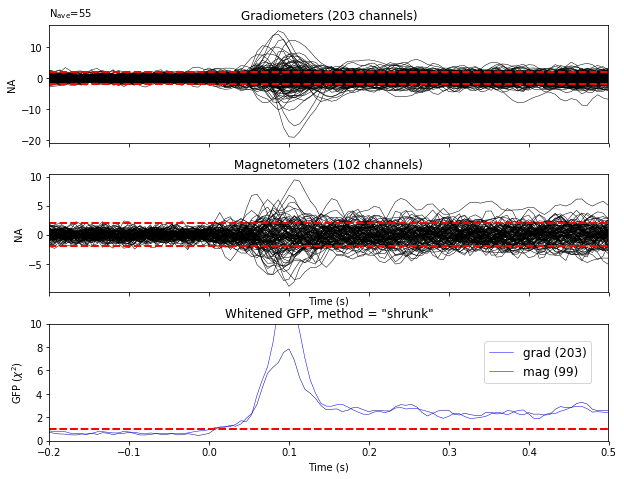 N_ave=55
Gradiometers (203 channels)
NA
10
0
−10
−20
Magnetometers (102 channels)
NA
10
5
0
−5
Time (s)
Whitened GFP, method = "shrunk"
GFP (χ²)
10
8
6
4
2
0
grad (203)
mag (99)
−0.2 −0.1 0.0 0.1 0.2 0.3 0.4 0.5
Time (s)